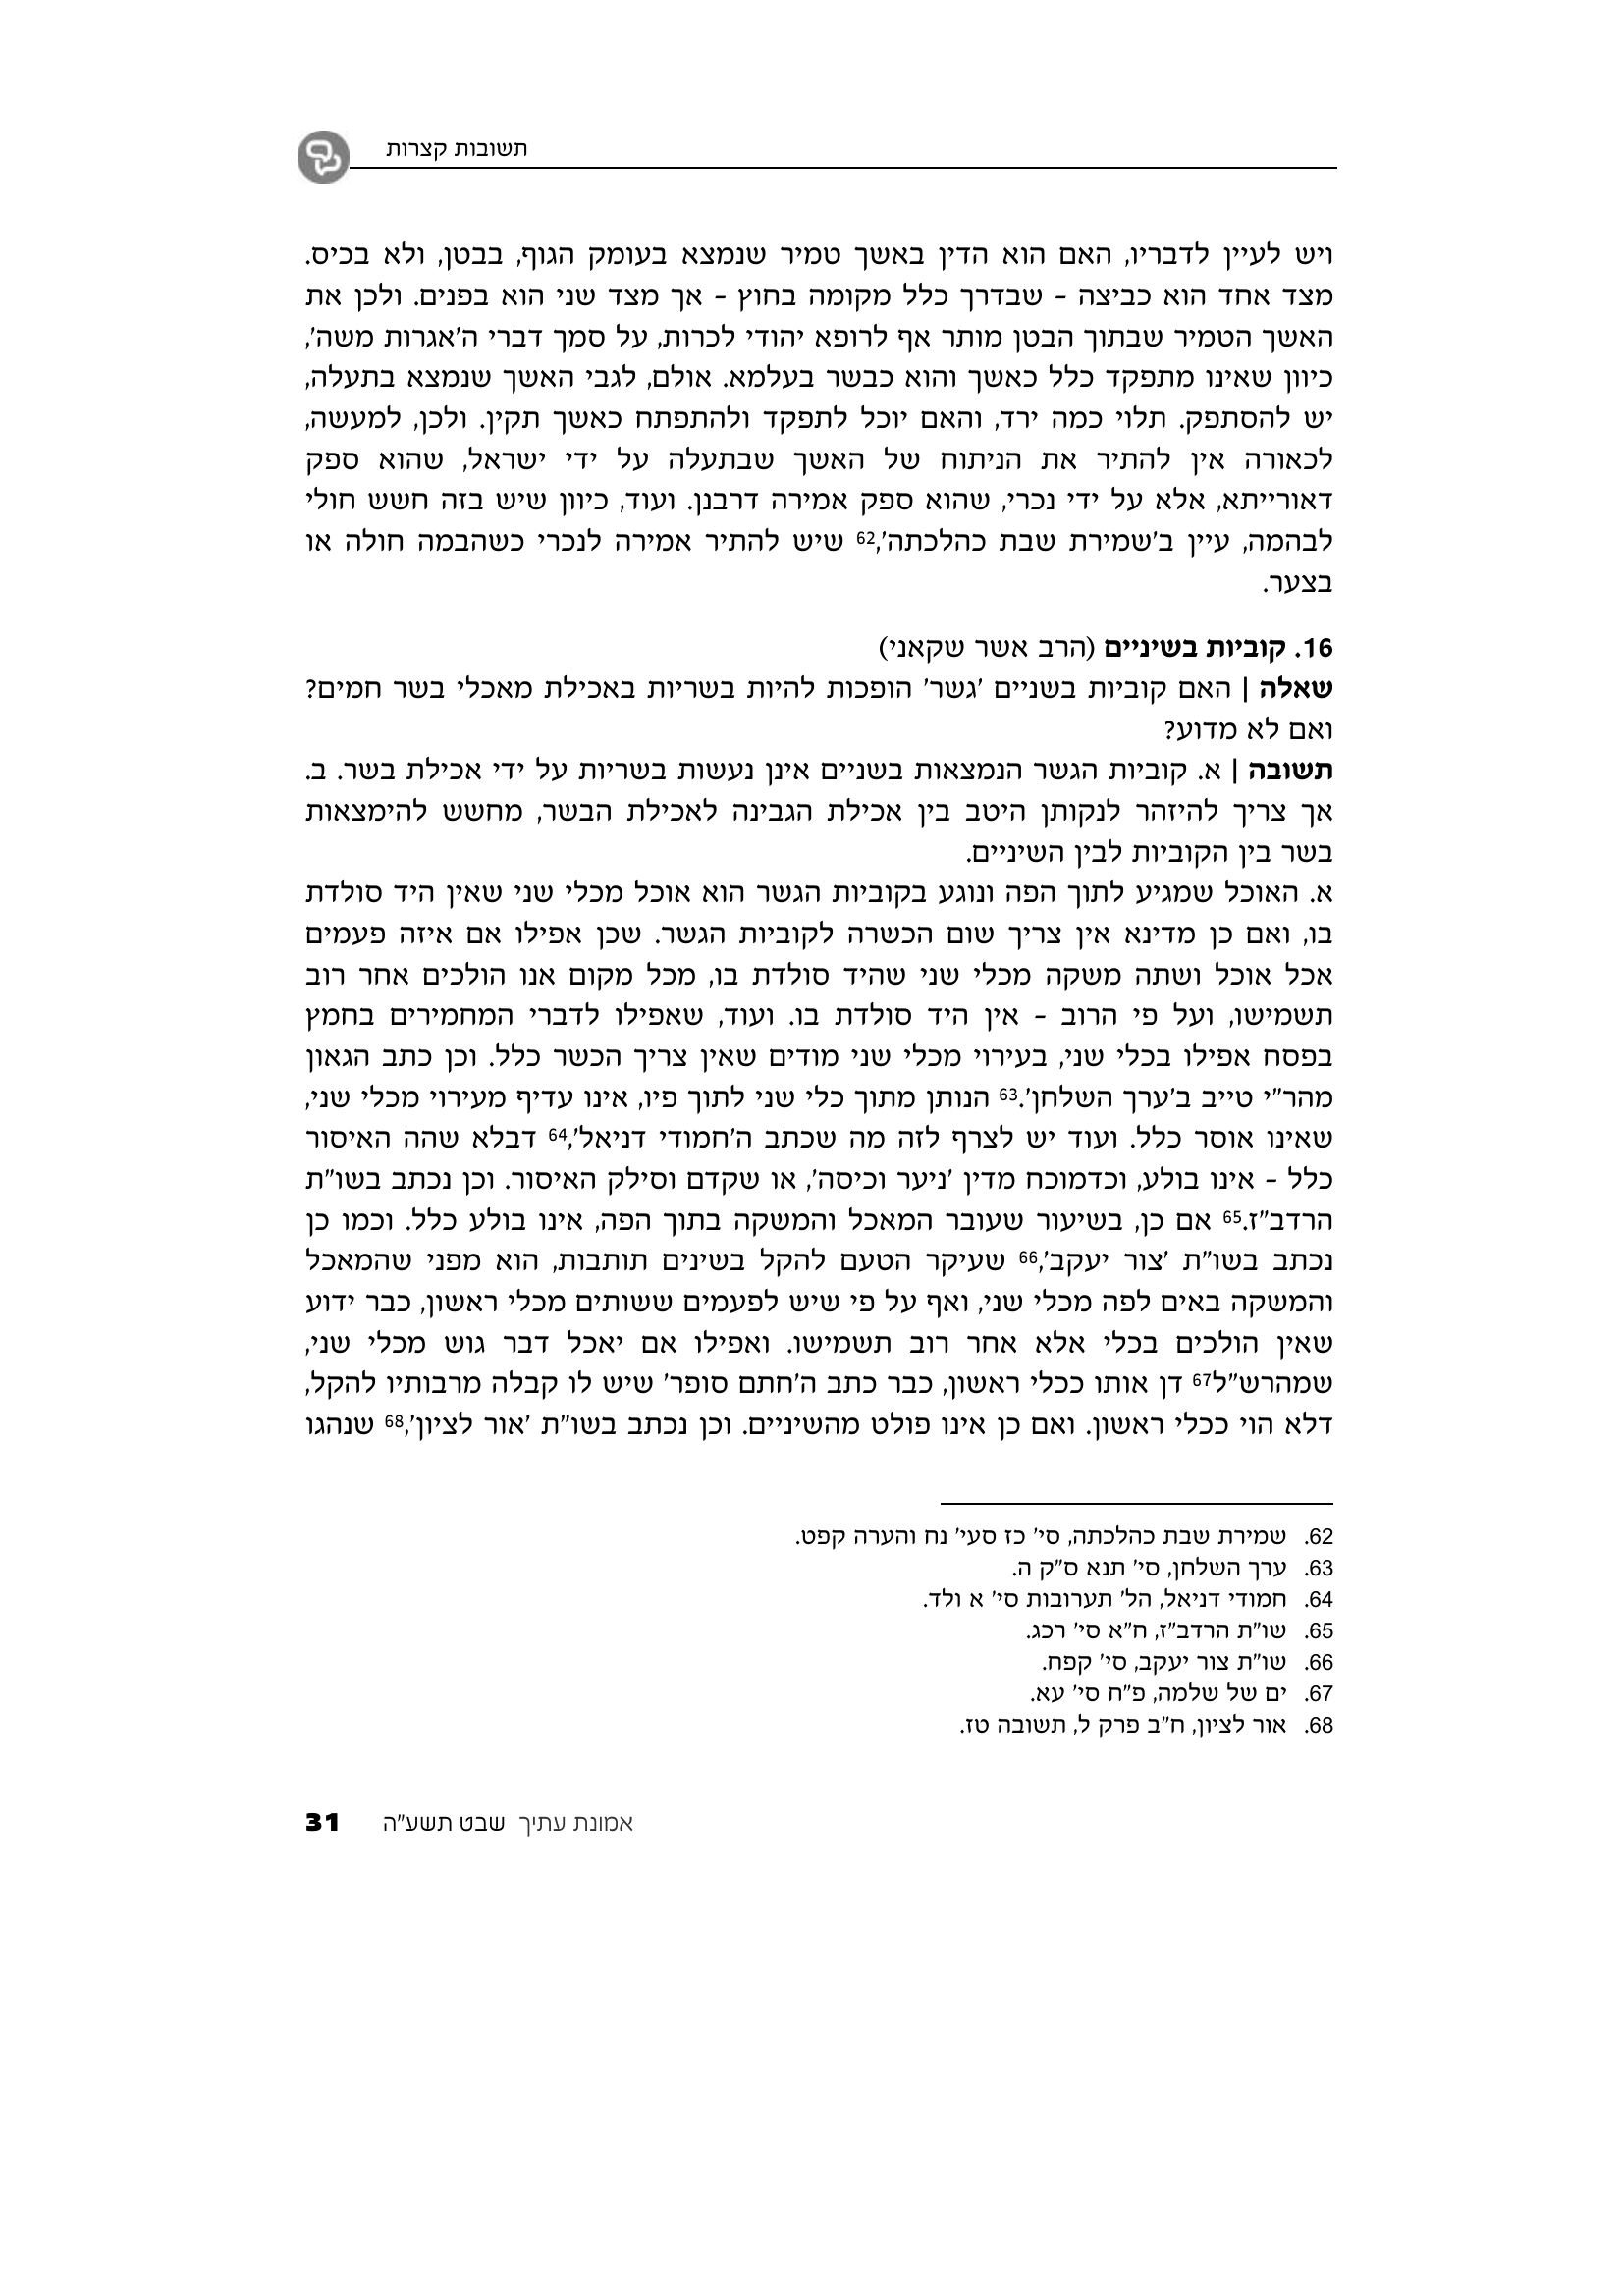 תשובות קצרות
ויש לעיין לדבריו, האם הוא הדין באשך טמיר שנמצא בעומק הגוף, בבטן, ולא בכיס.
מצד אחד הוא כביצה – שבדרך כלל מקומה בחוץ – אך מצד שני הוא בפנים. ולכן את
האשך הטמיר שבתוך הבטן מותר אף לרופא יהודי לכרות, על סמך דברי ה'אגרות משה',
כיוון שאינו מתפקד כלל כאשך והוא כבשר בעלמא. אולם, לגבי האשך שנמצא בתעלה,
יש להסתפק. תלוי כמה ירד, והאם יוכל לתפקד ולהתפתח כאשך תקין. ולכן, למעשה,
לכאורה אין להתיר את הניתוח של האשך שבתעלה על ידי ישראל, שהוא ספק
דאורייתא, אלא על ידי נכרי, שהוא ספק אמירה דרבנן. ועוד, כיוון שיש בזה חשש חולי
לבהמה, עיין ב'שמירת שבת כהלכתה',62 שיש להתיר אמירה לנכרי כשהבמה חולה או
בצער.
16. קוביות בשיניים (הרב אשר שקאני)
שאלה | האם קוביות בשניים 'גשר' הופכות להיות בשריות באכילת מאכלי בשר חמים?
ואם לא מדוע?
תשובה | א. קוביות הגשר הנמצאות בשניים אינן נעשות בשריות על ידי אכילת בשר. ב.
אך צריך להיזהר לנקותן היטב בין אכילת הגבינה לאכילת הבשר, מחשש להימצאות
בשר בין הקוביות לבין השיניים.
א. האוכל שמגיע לתוך הפה ונוגע בקוביות הגשר הוא אוכל מכלי שני שאין היד סולדת
בו, ואם כן מדינא אין צריך שום הכשרה לקוביות הגשר. שכן אפילו אם איזה פעמים
אכל אוכל ושתה משקה מכלי שני שהיד סולדת בו, מכל מקום אנו הולכים אחר רוב
תשמישו, ועל פי הרוב – אין היד סולדת בו. ועוד, שאפילו לדברי המחמירים בחמץ
בפסח אפילו בכלי שני, בעירוי מכלי שני מודים שאין צריך הכשר כלל. וכן כתב הגאון
מהר"י טייב ב'ערך השלחן'.63 הנותן מתוך כלי שני לתוך פיו, אינו עדיף מעירוי מכלי שני,
שאינו אוסר כלל. ועוד יש לצרף לזה מה שכתב ה'חמודי דניאל',64 דבלא שהה האיסור
כלל – אינו בולע, וכדמוכח מדין 'ניער וכיסה', או שקדם וסילק האיסור. וכן נכתב בשו"ת
הרדב"ז.65 אם כן, בשיעור שעובר המאכל והמשקה בתוך הפה, אינו בולע כלל. וכמו כן
נכתב בשו"ת 'צור יעקב',66 שעיקר הטעם להקל בשינים תותבות, הוא מפני שהמאכל
והמשקה באים לפה מכלי שני, ואף על פי שיש לפעמים ששותים מכלי ראשון, כבר ידוע
שאין הולכים בכלי אלא אחר רוב תשמישו. ואפילו אם יאכל דבר גוש מכלי שני,
שמהרש"ל67 דן אותו ככלי ראשון, כבר כתב ה'חתם סופר' שיש לו קבלה מרבותיו להקל,
דלא הוי ככלי ראשון. ואם כן אינו פולט מהשיניים. וכן נכתב בשו"ת 'אור לציון',68 שנהגו
62. שמירת שבת כהלכתה, סי' כז סעי' נח והערה קפט.
63. ערך השלחן, סי' תנא ס"ק ה.
64. חמודי דניאל, הל' תערובות סי' א ולד.
65. שו"ת הרדב"ז, ח"א סי' רכג.
66. שו"ת צור יעקב, סי' קפח.
67. ים של שלמה, פ"ח סי' עא.
68. אור לציון, ח"ב פרק ל, תשובה טז.
אמונת עתיך שבט תשע"ה 31